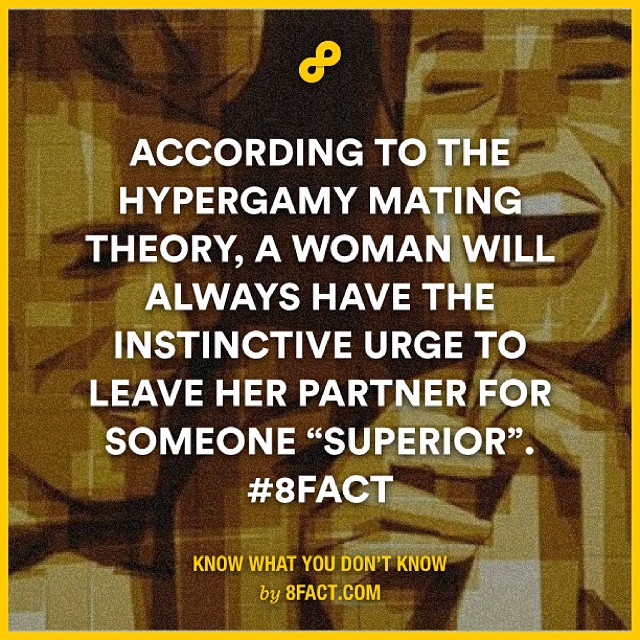 ACCORDING TO THE
HYPERGAMY MATING
THEORY, A WOMAN WILL
ALWAYS HAVE THE
INSTINCTIVE URGE TO
LEAVE HER PARTNER FOR
SOMEONE “SUPERIOR”.
#8FACT
KNOW WHAT YOU DON'T KNOW
by 8FACT.COM